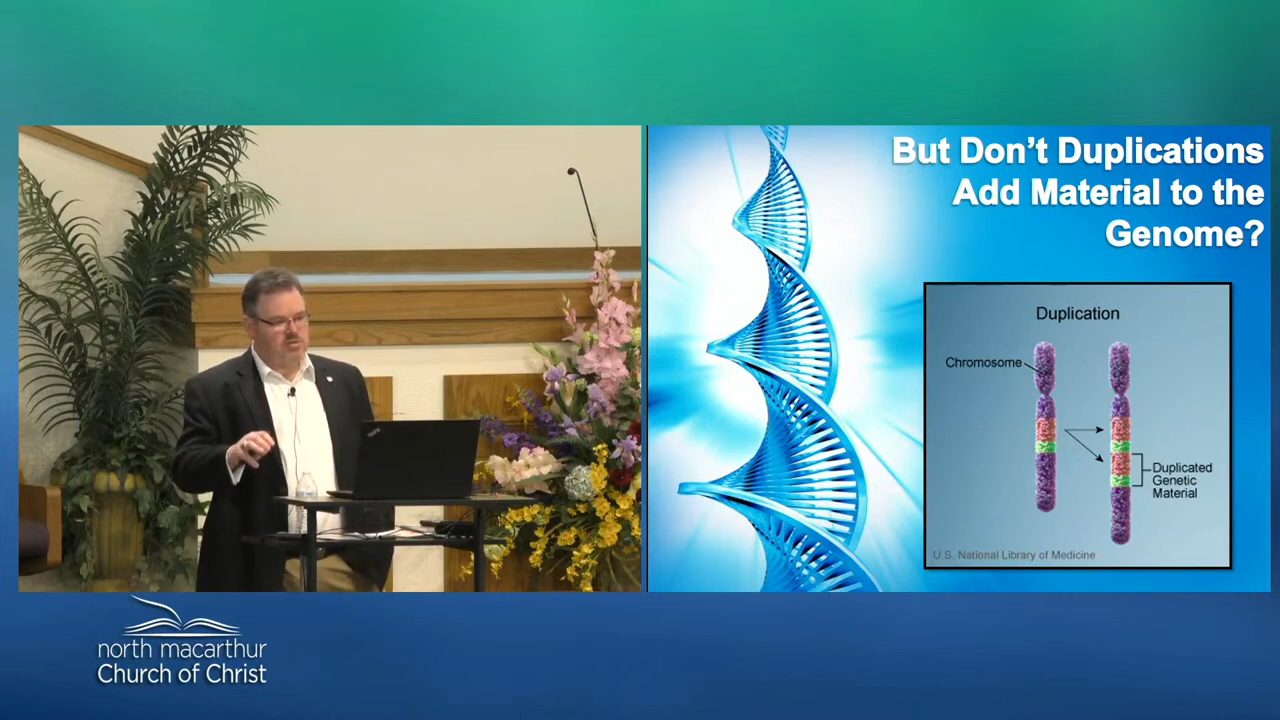 But Don't Duplications
Add Material to the
Genome?
Duplication
Chromosome
Duplicated
Genetic
Material
U.S. National Library of Medicine
north macarthur
Church of Christ